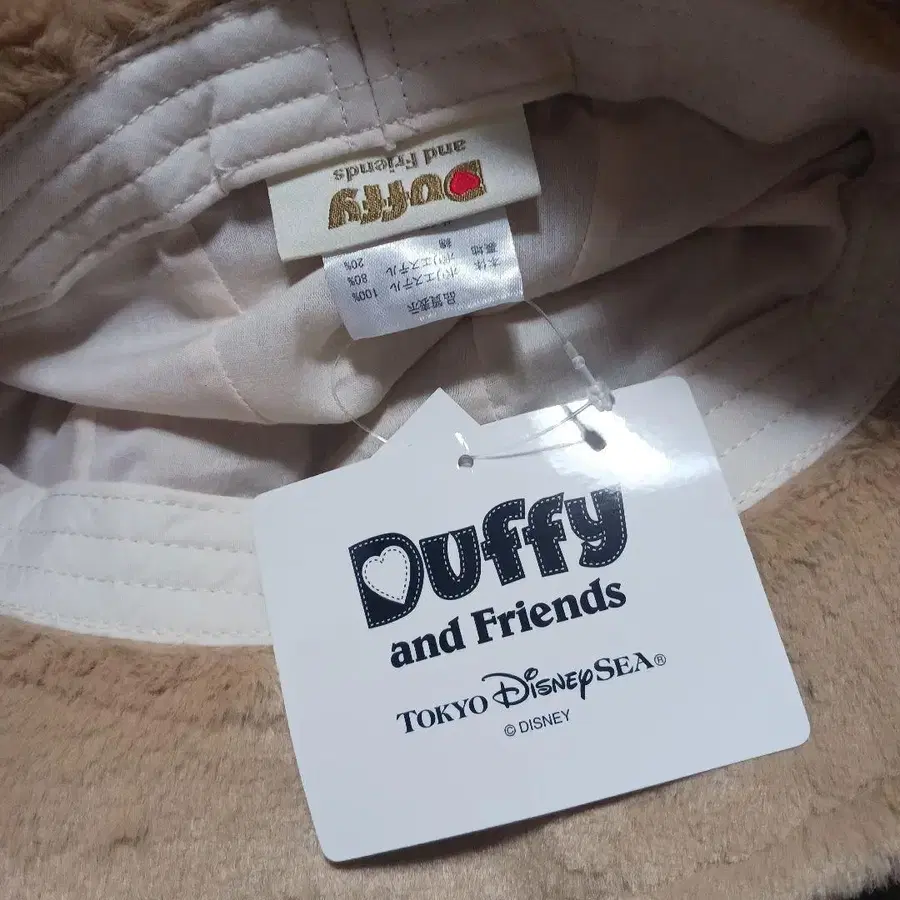 Duffy
and Friends
品質表示
本体 ポリエステル 100%
裏地 ポリエステル 80%
綿 20%
Duffy
and Friends
TOKYO DISNEYSEA®
© DISNEY